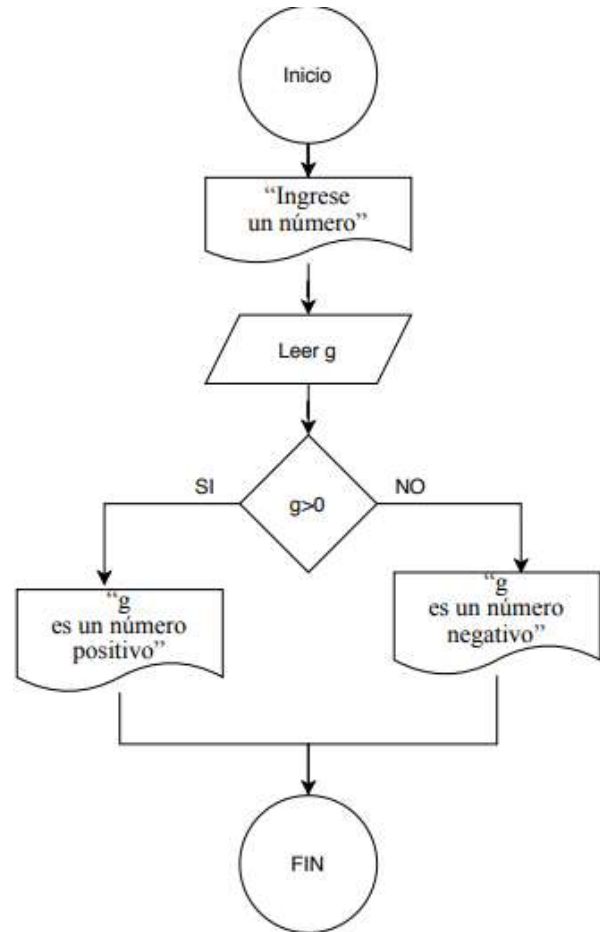 Inicio
“Ingrese
un número”
Leer g
SI
g>0
NO
“g
es un número
positivo”
“g
es un número
negativo”
FIN